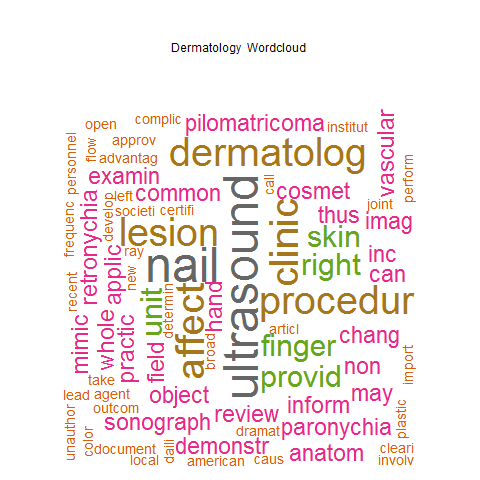 Dermatology Wordcloud
open
complic
pilomatricoma
institut
vascular
personnel
flow
approv
dermatolog
advantag
call
perform
examin
common
cosmet
joint
left
develop
societi
certifi
thus
imag
frequenc
retronychia
lesion
ultrasound
clinic
skin
ray
nail
right
inc
can
recent
applic
new
unit
determin
affect
hand
procedur
mimic
whole
practic
field
broad
articl
finger
chang
non
import
take
provid
lead
agent
object
may
unauthor
outcom
review
inform
plastic
color
sonograph
dramat
paronychia
document
daili
demonstr
anatom
cleari
local
american
caus
involv